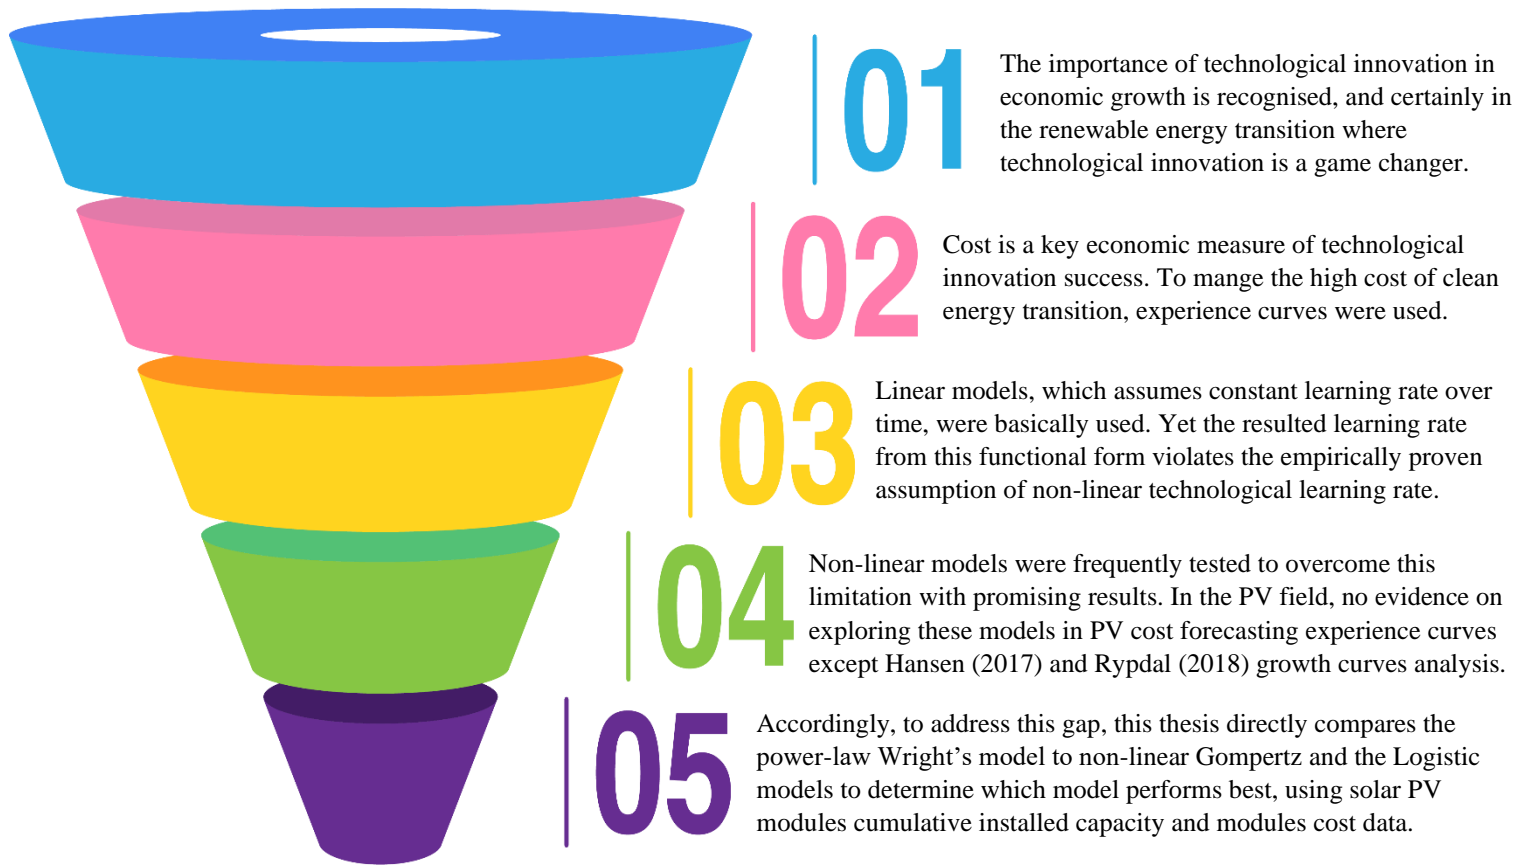 01
The importance of technological innovation in
economic growth is recognised, and certainly in
the renewable energy transition where
technological innovation is a game changer.
02
Cost is a key economic measure of technological
innovation success. To mange the high cost of clean
energy transition, experience curves were used.
03
Linear models, which assumes constant learning rate over
time, were basically used. Yet the resulted learning rate
from this functional form violates the empirically proven
assumption of non-linear technological learning rate.
04
Non-linear models were frequently tested to overcome this
limitation with promising results. In the PV field, no evidence on
exploring these models in PV cost forecasting experience curves
except Hansen (2017) and Rypdal (2018) growth curves analysis.
05
Accordingly, to address this gap, this thesis directly compares the
power-law Wright’s model to non-linear Gompertz and the Logistic
models to determine which model performs best, using solar PV
modules cumulative installed capacity and modules cost data.